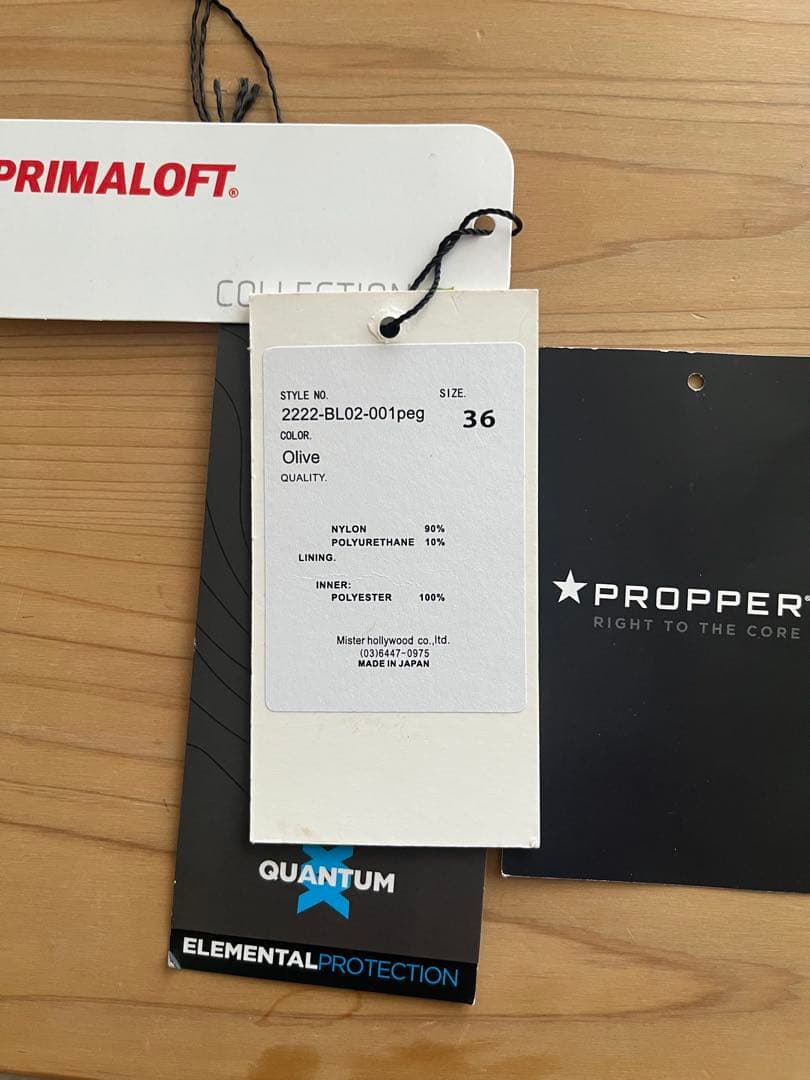 PRIMALOFT®
COLLECTION
STYLE NO. SIZE.
2222-BL02-001peg 36
COLOR.
Olive
QUALITY.
NYLON 90%
POLYURETHANE 10%
LINING.
INNER:
POLYESTER 100%
Mister hollywood co.,ltd.
(03)6447-0975
MADE IN JAPAN
PROPPER®
RIGHT TO THE CORE
QUANTUM
ELEMENTALPROTECTION